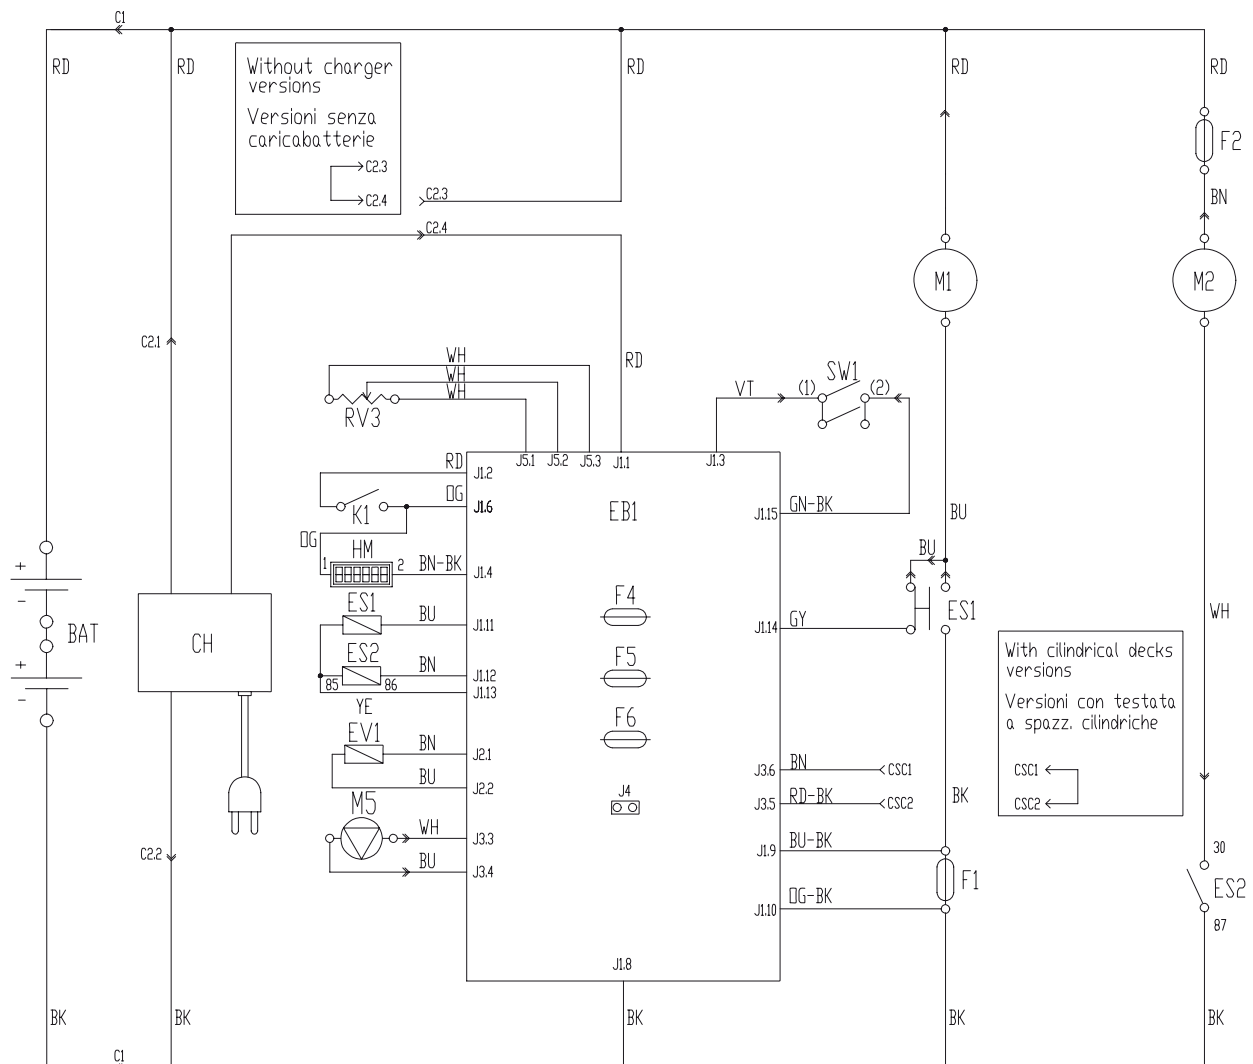 C1
RD
RD
RD
RD
RD
Without charger
versions
Versioni senza
caricabatterie
C2.3
C2.4
C2.3
C2.4
F2
BN
M1
M2
C2.1
RD
WH
WH
WH
RV3
VT
(1)
SW1
(2)
J5.1
J5.2
J5.3
J1.1
J1.3
RD
J1.2
OG
J1.6
K1
EB1
J1.15
GN-BK
BU
OG
HM
1
2
BN-BK
J1.4
BU
ES1
BU
J1.11
F4
J1.14
GY
ES1
WH
+
-
BAT
+
-
CH
ES2
BN
J1.12
85
86
J1.13
YE
F5
F6
With cilindrical decks
versions
Versioni con testata
a spazz. cilindriche
CSC1
CSC2
EV1
BN
J2.1
BU
J2.2
J3.6
BN
CSC1
J4
J3.5
RD-BK
CSC2
BK
M5
WH
J3.3
BU
J3.4
J1.9
BU-BK
F1
J1.10
OG-BK
30
ES2
87
C2.2
J1.8
BK
BK
BK
BK
BK
C1